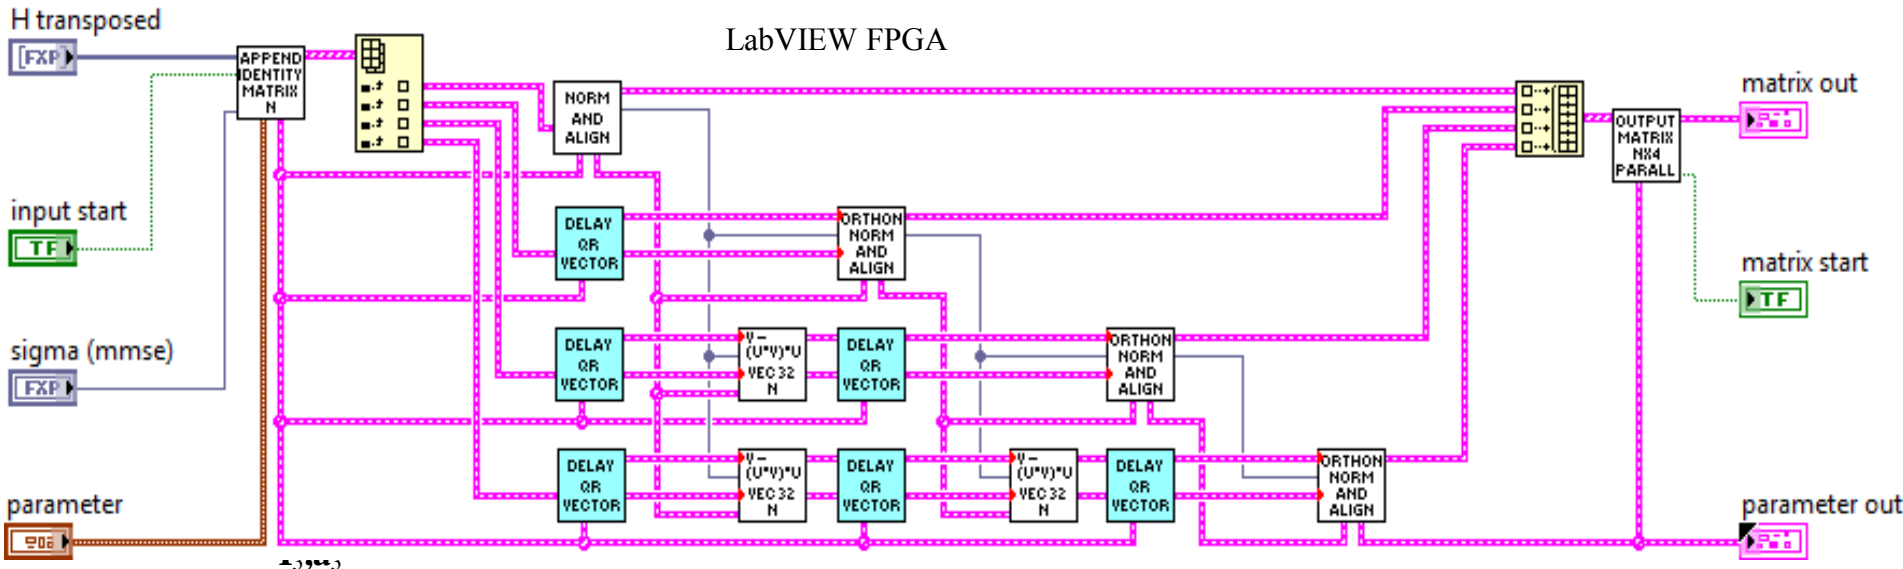 H transposed
FXP
APPEND
IDENTITY
MATRIX
N
LabVIEW FPGA
NORM
AND
ALIGN
OUTPUT
MATRIX
NX4
PARALL
matrix out
input start
TF
DELAY
QR
VECTOR
ORTHON
NORM
AND
ALIGN
matrix start
TF
sigma (mmse)
FXP
DELAY
QR
VECTOR
V-
(U*V)*U
VEC32
N
DELAY
QR
VECTOR
ORTHON
NORM
AND
ALIGN
DELAY
QR
VECTOR
V-
(U*V)*U
VEC32
N
DELAY
QR
VECTOR
V-
(U*V)*U
VEC32
N
DELAY
QR
VECTOR
ORTHON
NORM
AND
ALIGN
parameter
parameter out